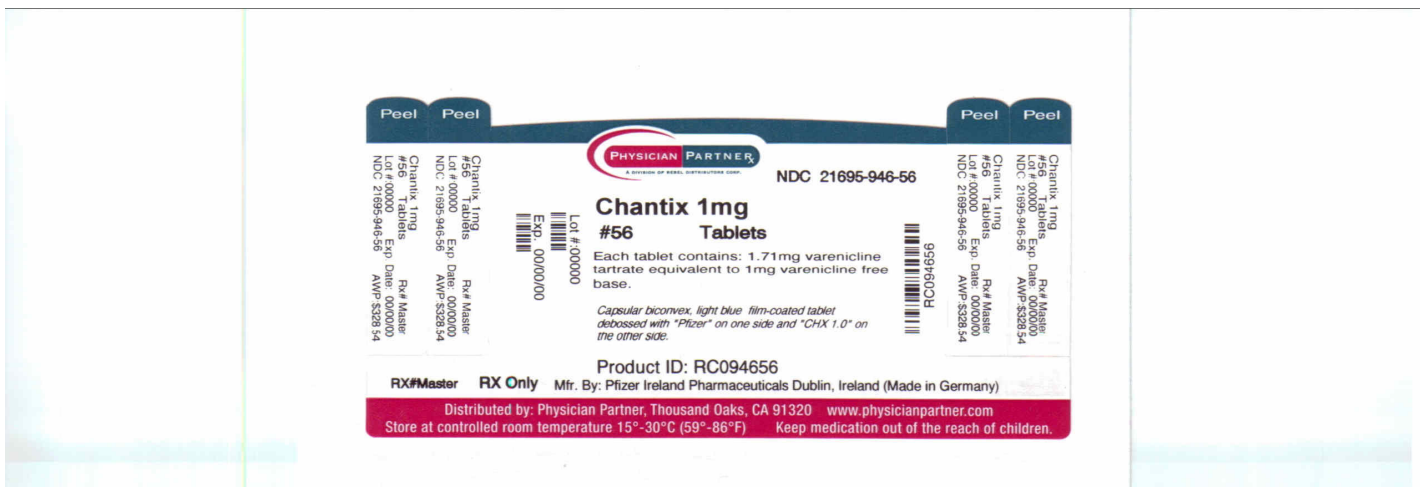 Peel
Chantix 1mg
#56 Tablets Rx# Master
Lot #:00000 Exp. Date: 00/00/00
NDC 21695-946-56 AWP:$328.54
Peel
Chantix 1mg
#56 Tablets Rx# Master
Lot #:00000 Exp. Date: 00/00/00
NDC 21695-946-56 AWP:$328.54
PHYSICIAN PARTNER Rx
A DIVISION OF REBEL DISTRIBUTORS CORP.
NDC 21695-946-56
Lot #:00000
Exp. 00/00/00
Chantix 1mg
#56 Tablets
Each tablet contains: 1.71mg varenicline
tartrate equivalent to 1mg varenicline free
base.
Capsular biconvex, light blue film-coated tablet
debossed with "Pfizer" on one side and "CHX 1.0" on
the other side.
RC094656
Product ID: RC094656
RX#Master RX Only Mfr. By: Pfizer Ireland Pharmaceuticals Dublin, Ireland (Made in Germany)
Distributed by: Physician Partner, Thousand Oaks, CA 91320 www.physicianpartner.com
Store at controlled room temperature 15°-30°C (59°-86°F) Keep medication out of the reach of children.
Peel
Chantix 1mg
#56 Tablets Rx# Master
Lot #:00000 Exp. Date: 00/00/00
NDC 21695-946-56 AWP:$328.54
Peel
Chantix 1mg
#56 Tablets Rx# Master
Lot #:00000 Exp. Date: 00/00/00
NDC 21695-946-56 AWP:$328.54